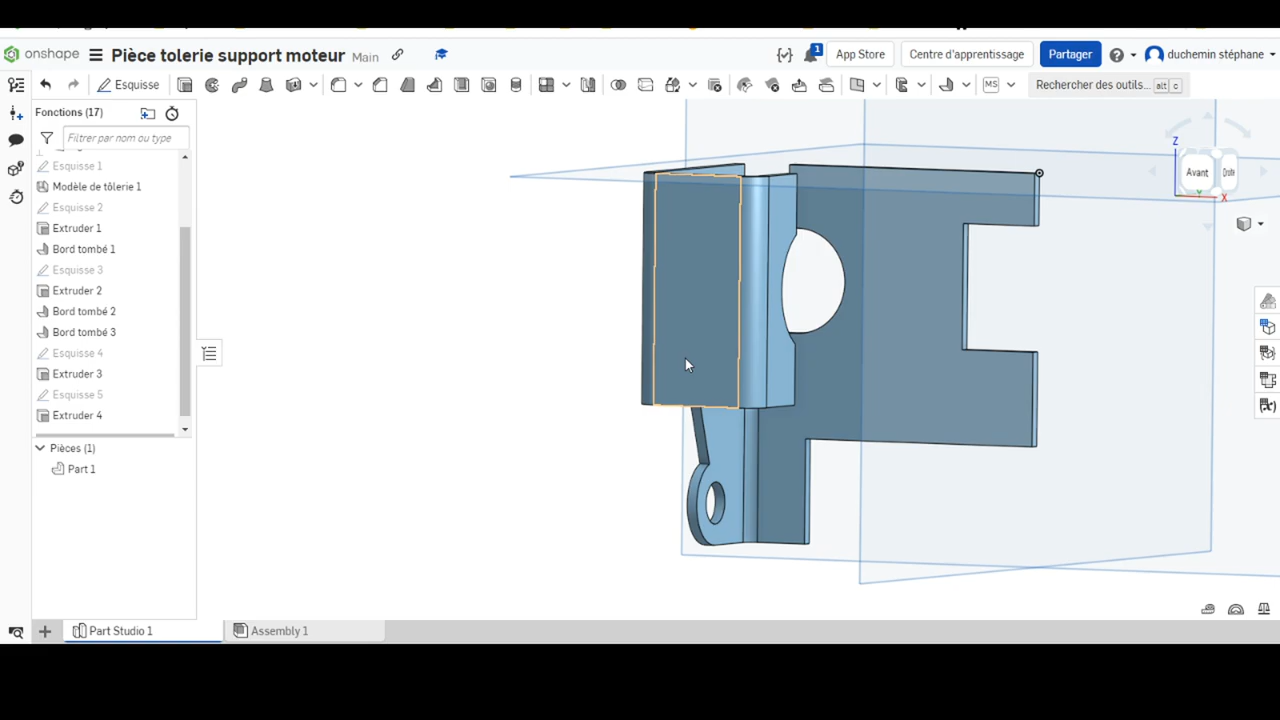 onshape Pièce tolerie support moteur Main 1 App Store Centre d'apprentissage Partager duchemin stéphane
Esquisse MS Rechercher des outils... alt c
Fonctions (17)
Filtrer par nom ou type
Esquisse 1
Modèle de tôlerie 1
Esquisse 2
Extruder 1
Bord tombé 1
Esquisse 3
Extruder 2
Bord tombé 2
Bord tombé 3
Esquisse 4
Extruder 3
Esquisse 5
Extruder 4
Pièces (1)
Part 1
Z
Avant
Droite
Y
X
Part Studio 1
Assembly 1